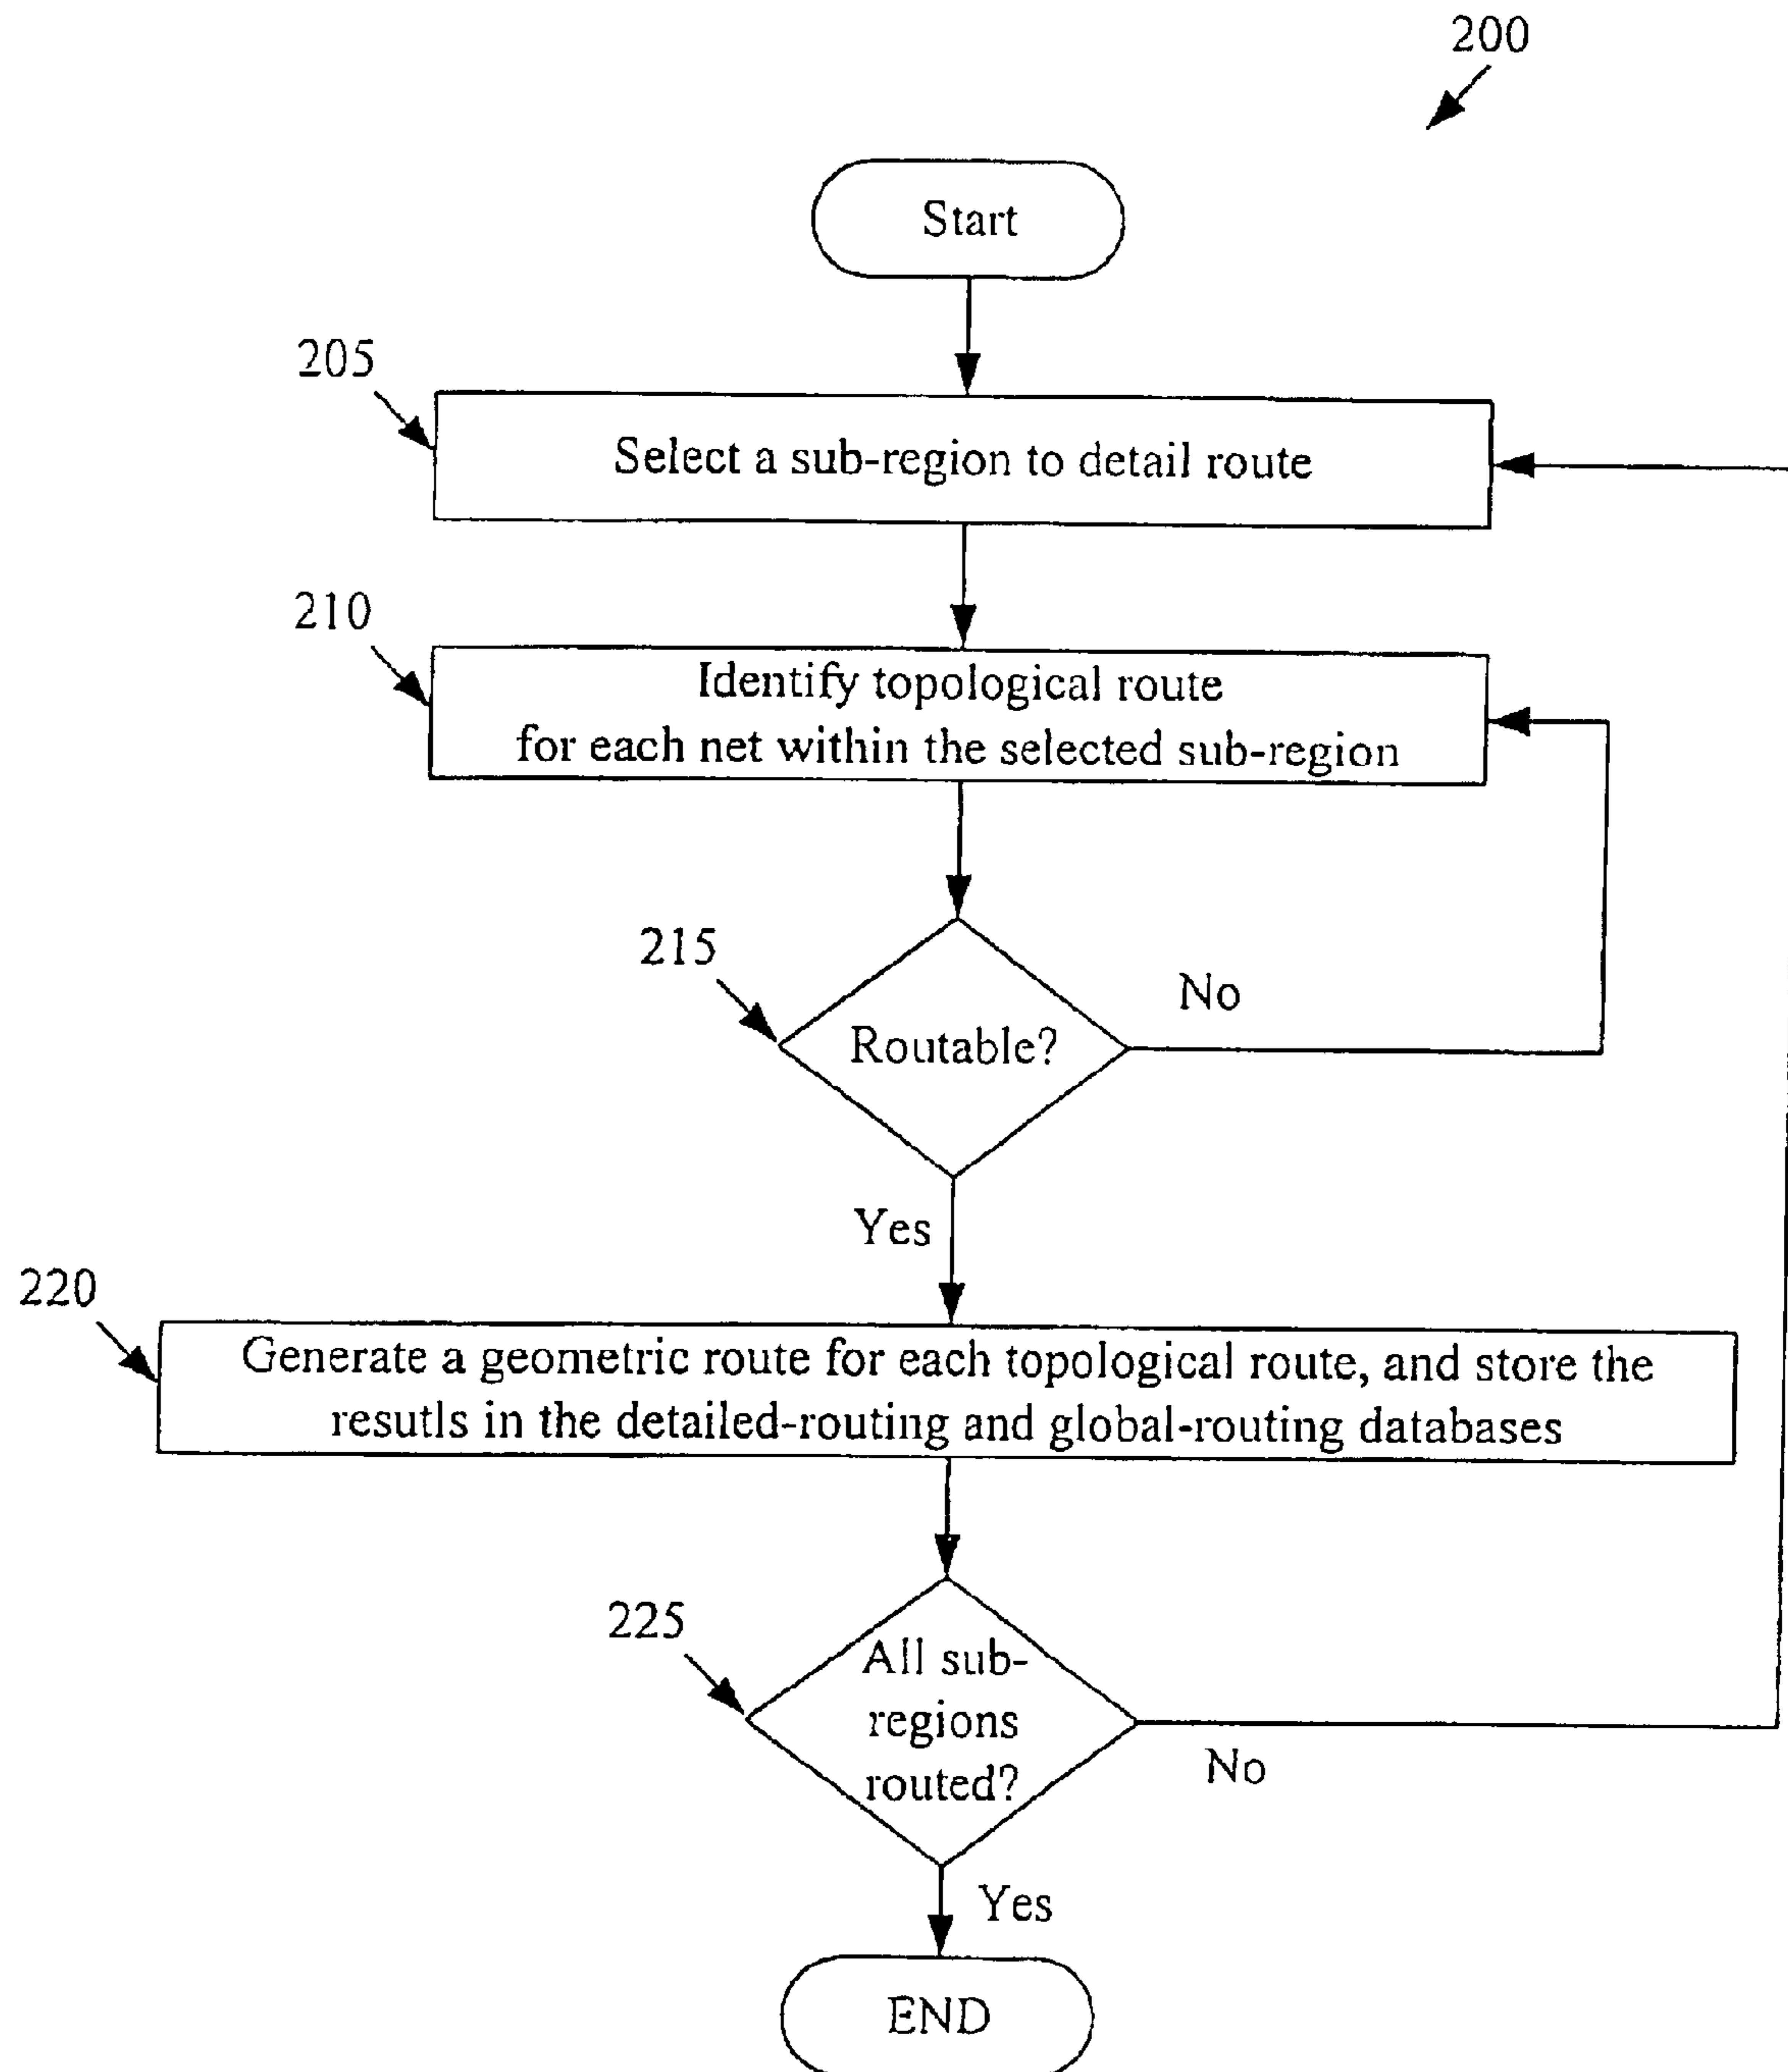 200
Start
205
Select a sub-region to detail route
210
Identify topological route
for each net within the selected sub-region
215
Routable?
No
Yes
220
Generate a geometric route for each topological route, and store the
resutls in the detailed-routing and global-routing databases
225
All sub-
regions
routed?
No
Yes
END